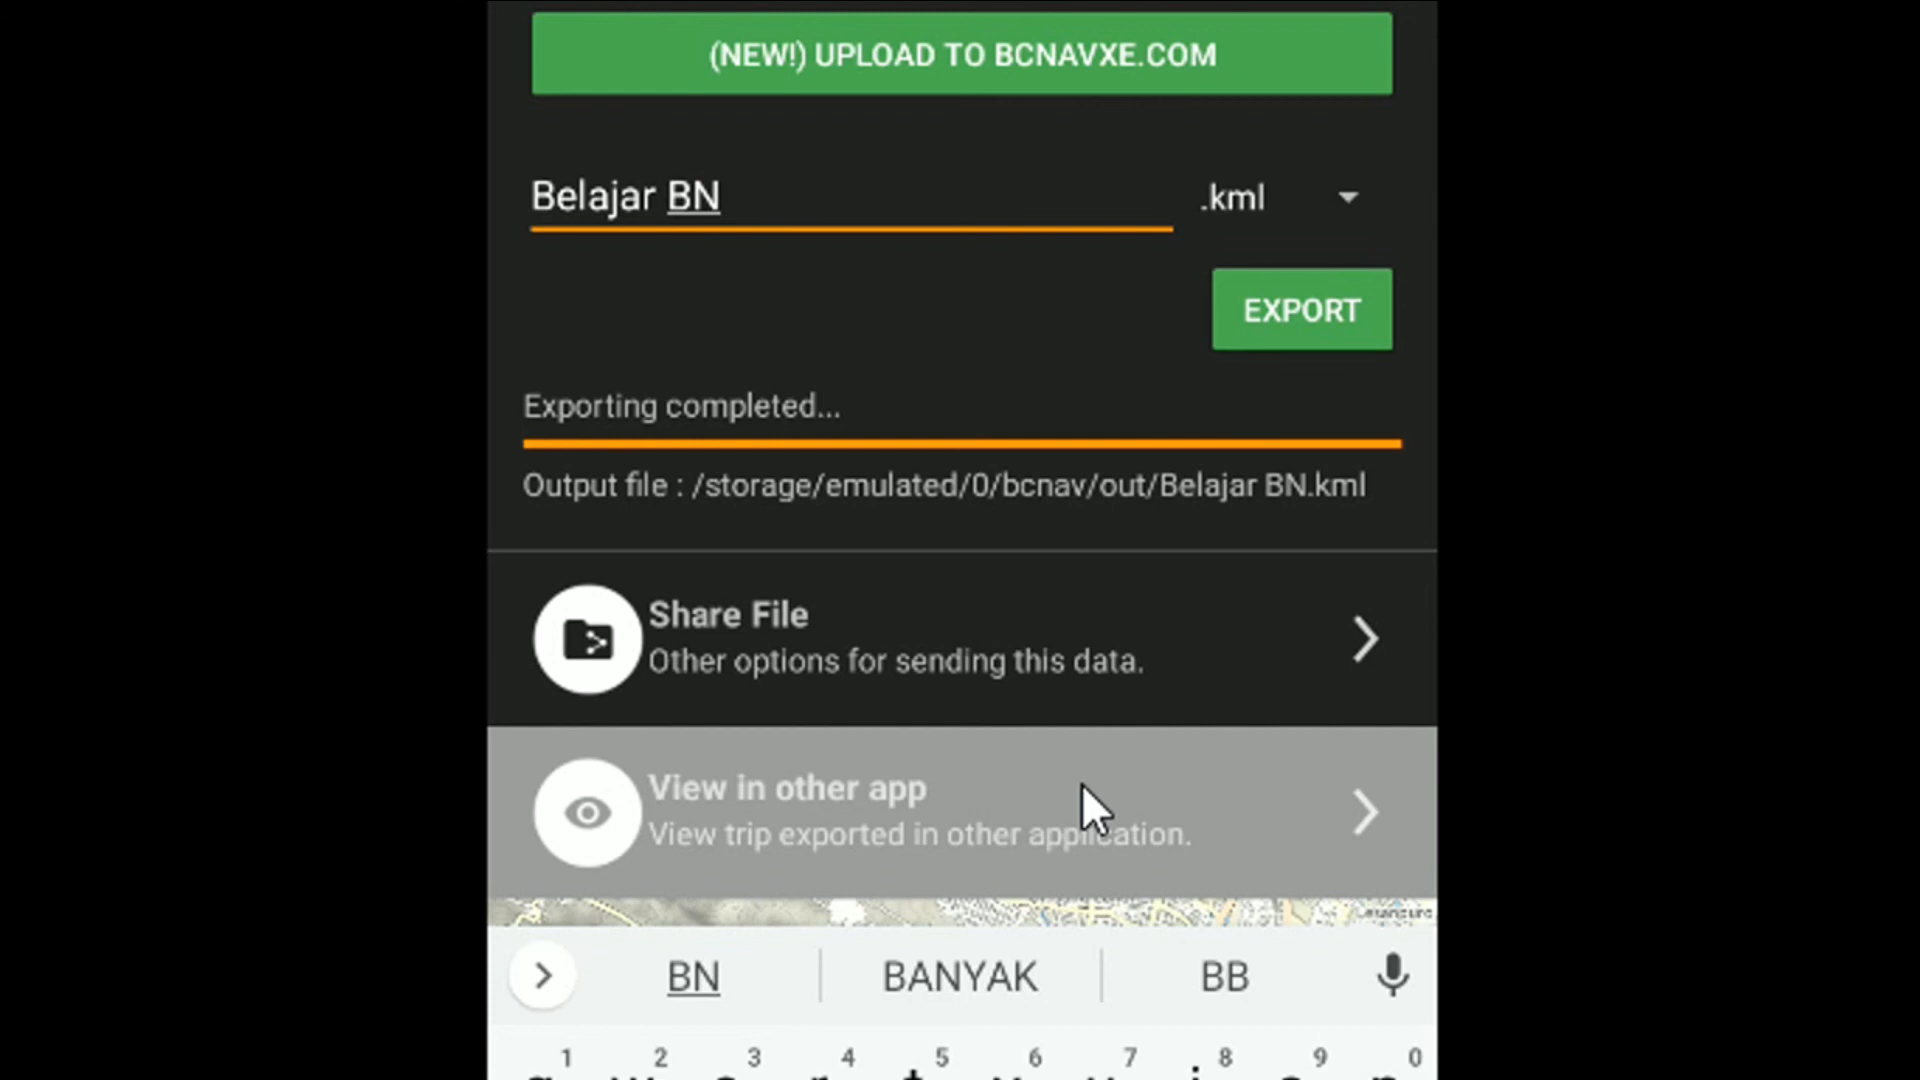 (NEW!) UPLOAD TO BCNAVXE.COM
Belajar BN .kml
EXPORT
Exporting completed...
Output file : /storage/emulated/0/bcnav/out/Belajar BN.kml
Share File
Other options for sending this data.
View in other app
View trip exported in other application.
BN BANYAK BB
1 2 3 4 5 6 7 8 9 0